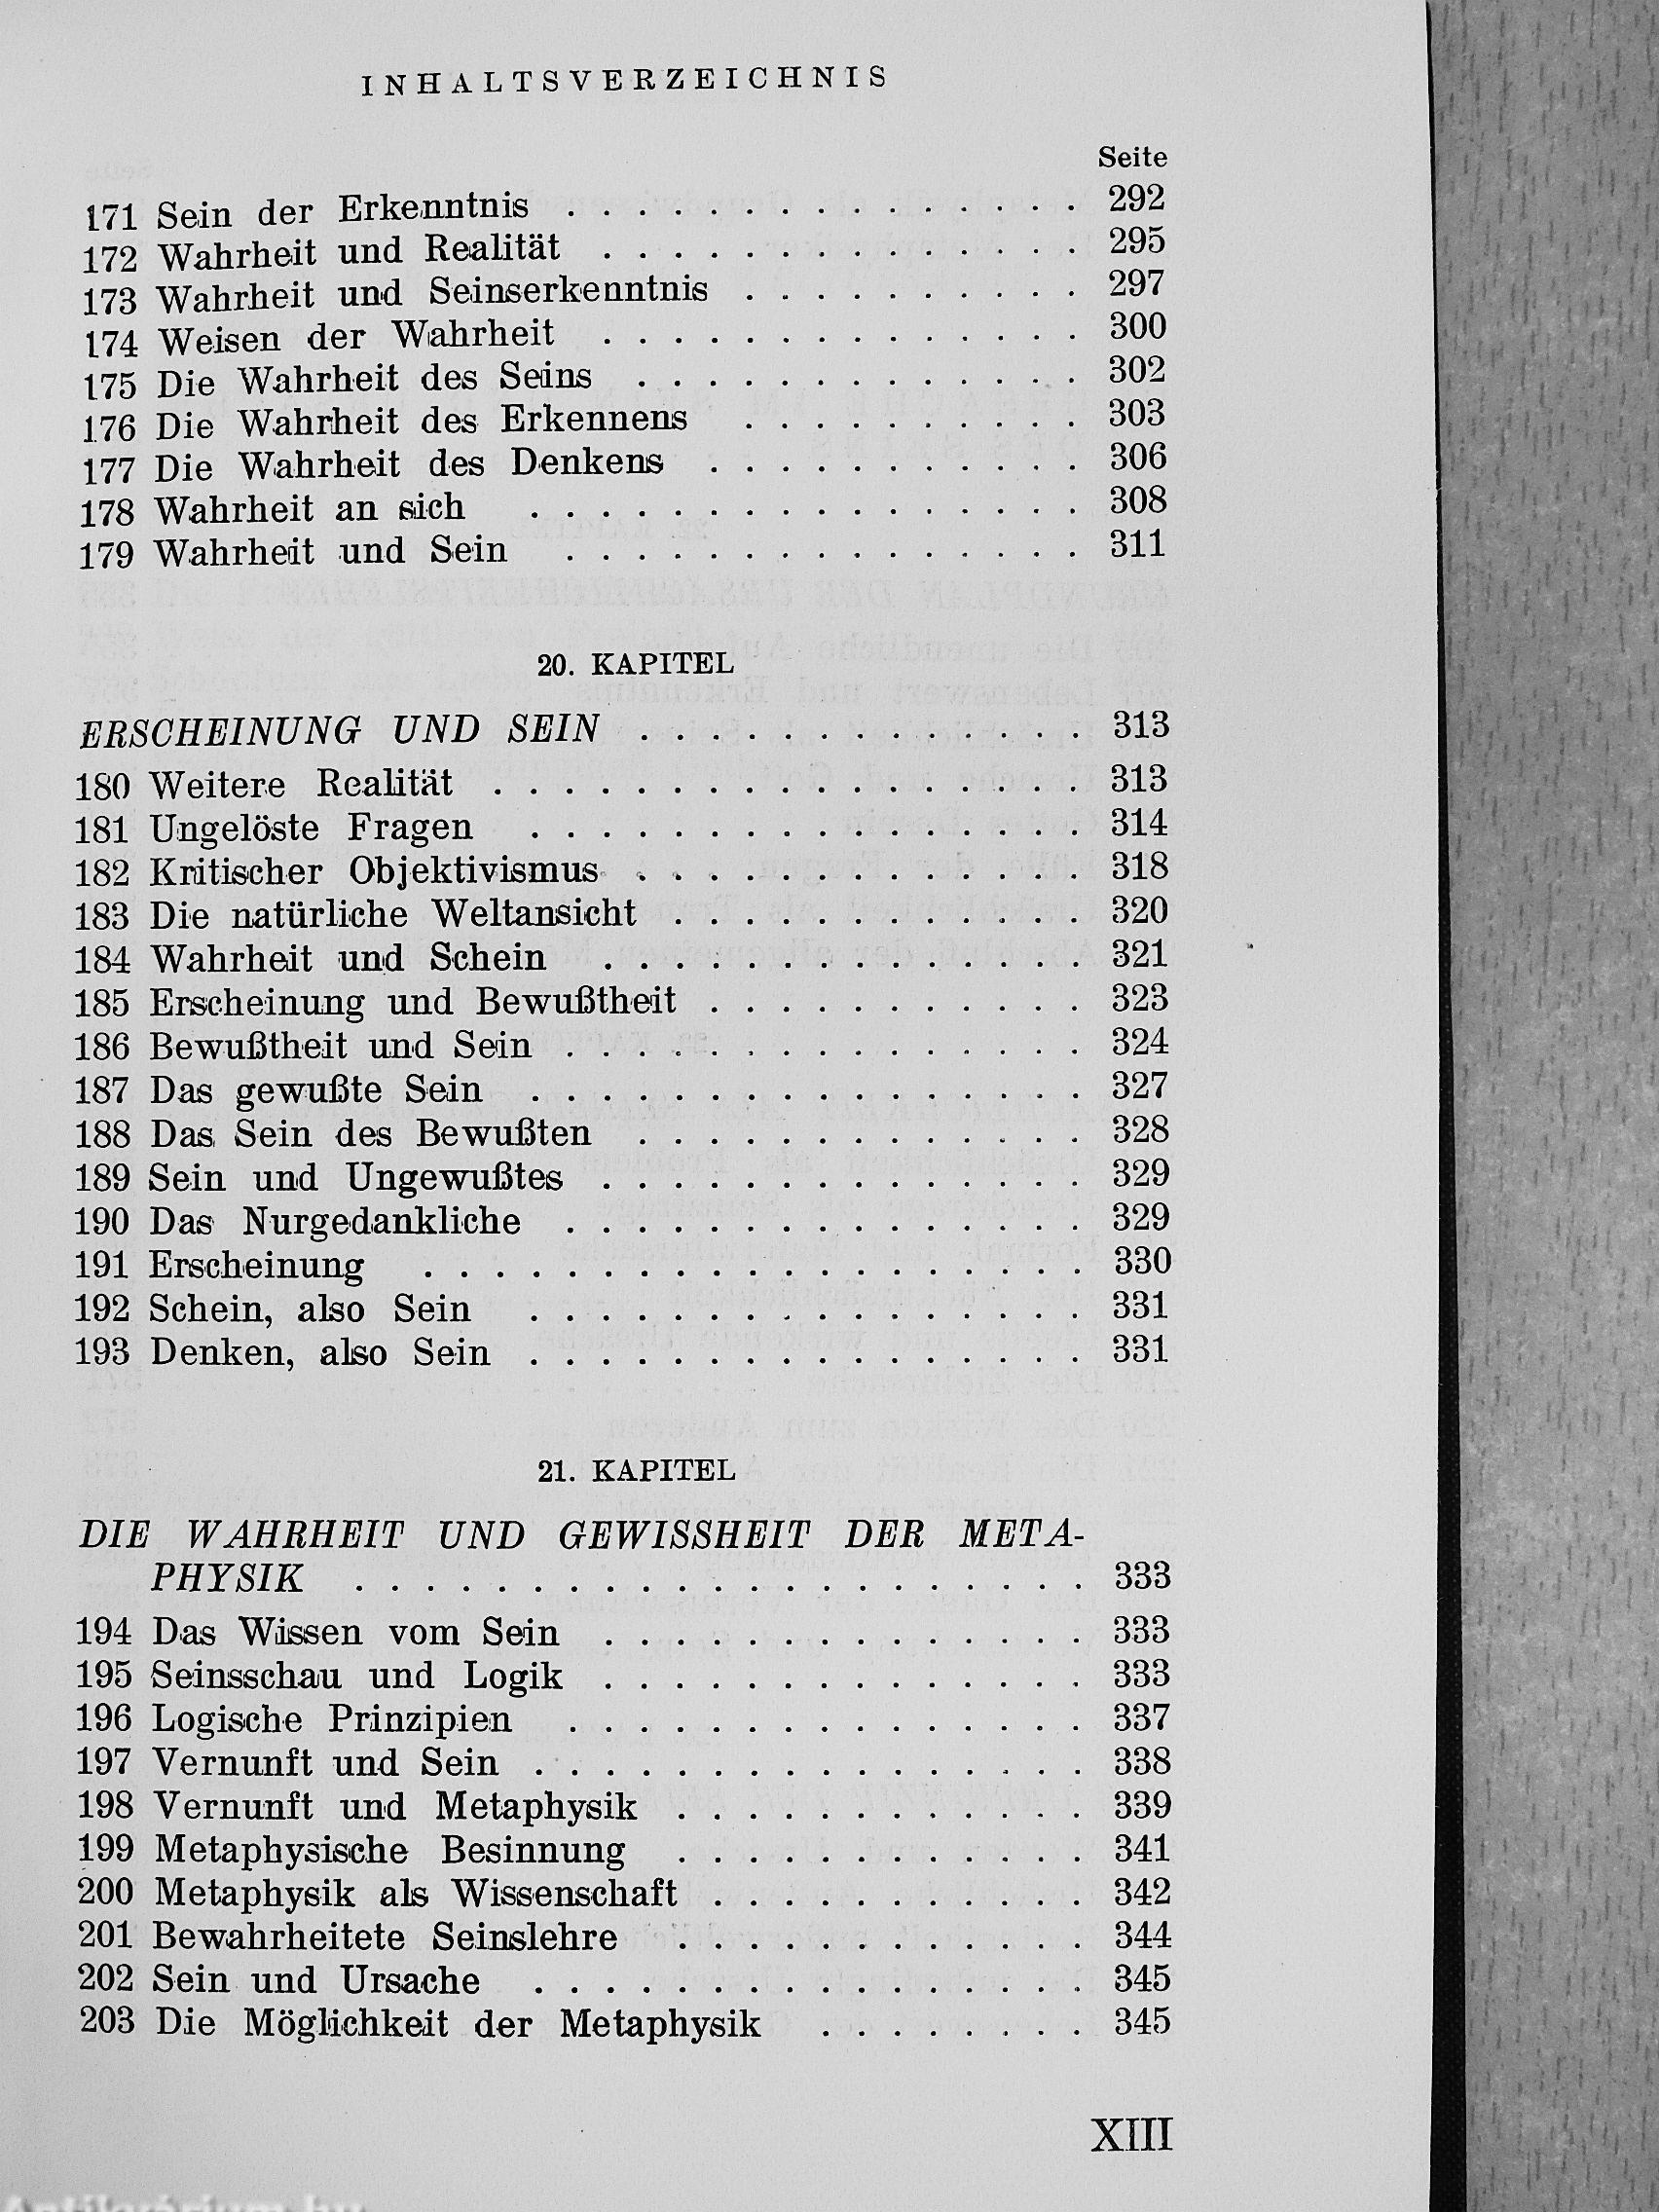 INHALTSVERZEICHNIS
Seite
171 Sein der Erkenntnis . . . . . . . . . . . . . . . 292
172 Wahrheit und Realität . . . . . . . . . . . . . . 295
173 Wahrheit und Seinserkenntnis . . . . . . . . . . 297
174 Weisen der Wahrheit . . . . . . . . . . . . . . 300
175 Die Wahrheit des Seins . . . . . . . . . . . . . 302
176 Die Wahrheit des Erkennens . . . . . . . . . . 303
177 Die Wahrheit des Denkens . . . . . . . . . . . 306
178 Wahrheit an sich . . . . . . . . . . . . . . . . 308
179 Wahrheit und Sein . . . . . . . . . . . . . . . 311
20. KAPITEL
ERSCHEINUNG UND SEIN . . . . . . . . . . . . . 313
180 Weitere Realität . . . . . . . . . . . . . . . . . 313
181 Ungelöste Fragen . . . . . . . . . . . . . . . . 314
182 Kritischer Objektivismus . . . . . . . . . . . . . 318
183 Die natürliche Weltansicht . . . . . . . . . . . . 320
184 Wahrheit und Schein . . . . . . . . . . . . . . 321
185 Erscheinung und Bewußtheit . . . . . . . . . . . 323
186 Bewußtheit und Sein . . . . . . . . . . . . . . . 324
187 Das gewußte Sein . . . . . . . . . . . . . . . . 327
188 Das Sein des Bewußten . . . . . . . . . . . . . 328
189 Sein und Ungewußtes . . . . . . . . . . . . . . 329
190 Das Nurgedankliche . . . . . . . . . . . . . . . 329
191 Erscheinung . . . . . . . . . . . . . . . . . . . 330
192 Schein, also Sein . . . . . . . . . . . . . . . . 331
193 Denken, also Sein . . . . . . . . . . . . . . . . 331
21. KAPITEL
DIE WAHRHEIT UND GEWISSHEIT DER META-
PHYSIK . . . . . . . . . . . . . . . . . . . . . 333
194 Das Wissen vom Sein . . . . . . . . . . . . . . 333
195 Seinsschau und Logik . . . . . . . . . . . . . . 333
196 Logische Prinzipien . . . . . . . . . . . . . . . 337
197 Vernunft und Sein . . . . . . . . . . . . . . . . 338
198 Vernunft und Metaphysik . . . . . . . . . . . . 339
199 Metaphysische Besinnung . . . . . . . . . . . . 341
200 Metaphysik als Wissenschaft . . . . . . . . . . . 342
201 Bewahrheitete Seinslehre . . . . . . . . . . . . 344
202 Sein und Ursache . . . . . . . . . . . . . . . . 345
203 Die Möglichkeit der Metaphysik . . . . . . . . 345
XIII
Antikvárium.hu